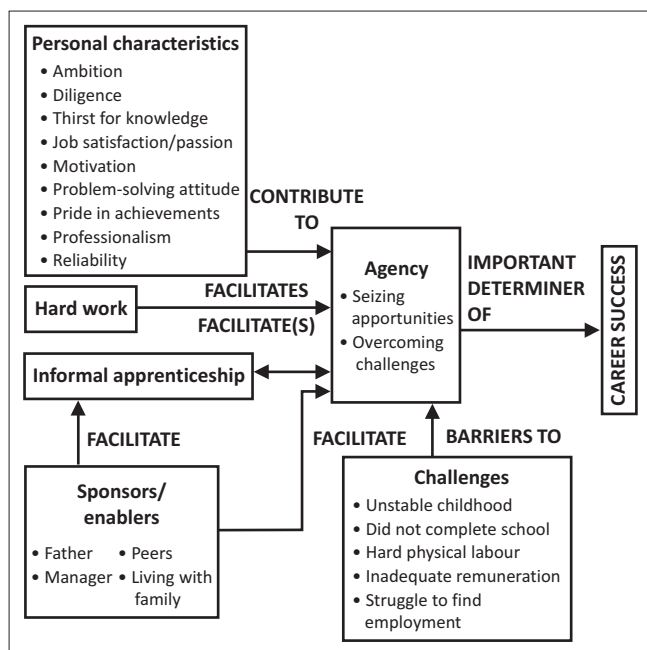 Personal characteristics
• Ambition
• Diligence
• Thirst for knowledge
• Job satisfaction/passion
• Motivation
• Problem-solving attitude
• Pride in achievements
• Professionalism
• Reliability
CONTRIBUTE
TO
Hard work
FACILITATES
FACILITATE(S)
Informal apprenticeship
Agency
• Seizing
apportunities
• Overcoming
challenges
IMPORTANT
DETERMINER
OF
CAREER SUCCESS
FACILITATE
Sponsors/
enablers
• Father
• Peers
• Manager
• Living with
family
FACILITATE
BARRIERS TO
Challenges
• Unstable childhood
• Did not complete school
• Hard physical labour
• Inadequate remuneration
• Struggle to find
employment